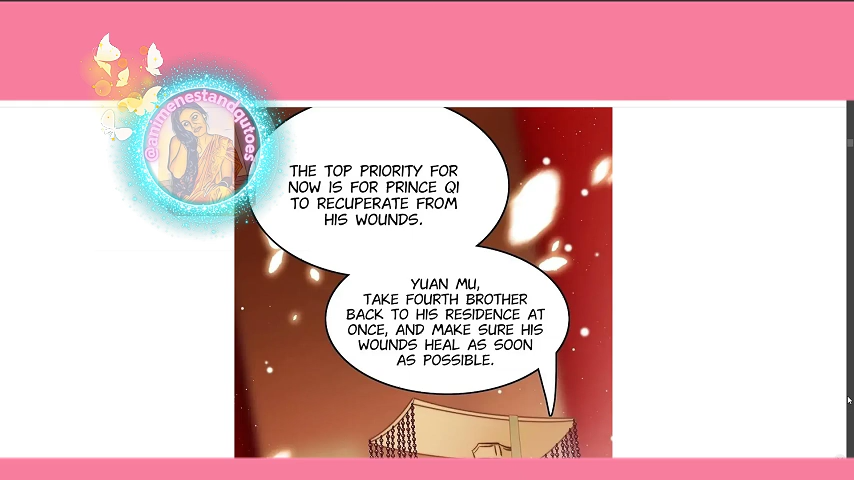 @animenestandqutoes
THE TOP PRIORITY FOR
NOW IS FOR PRINCE QI
TO RECUPERATE FROM
HIS WOUNDS.
YUAN MU,
TAKE FOURTH BROTHER
BACK TO HIS RESIDENCE AT
ONCE, AND MAKE SURE HIS
WOUNDS HEAL AS SOON
AS POSSIBLE.